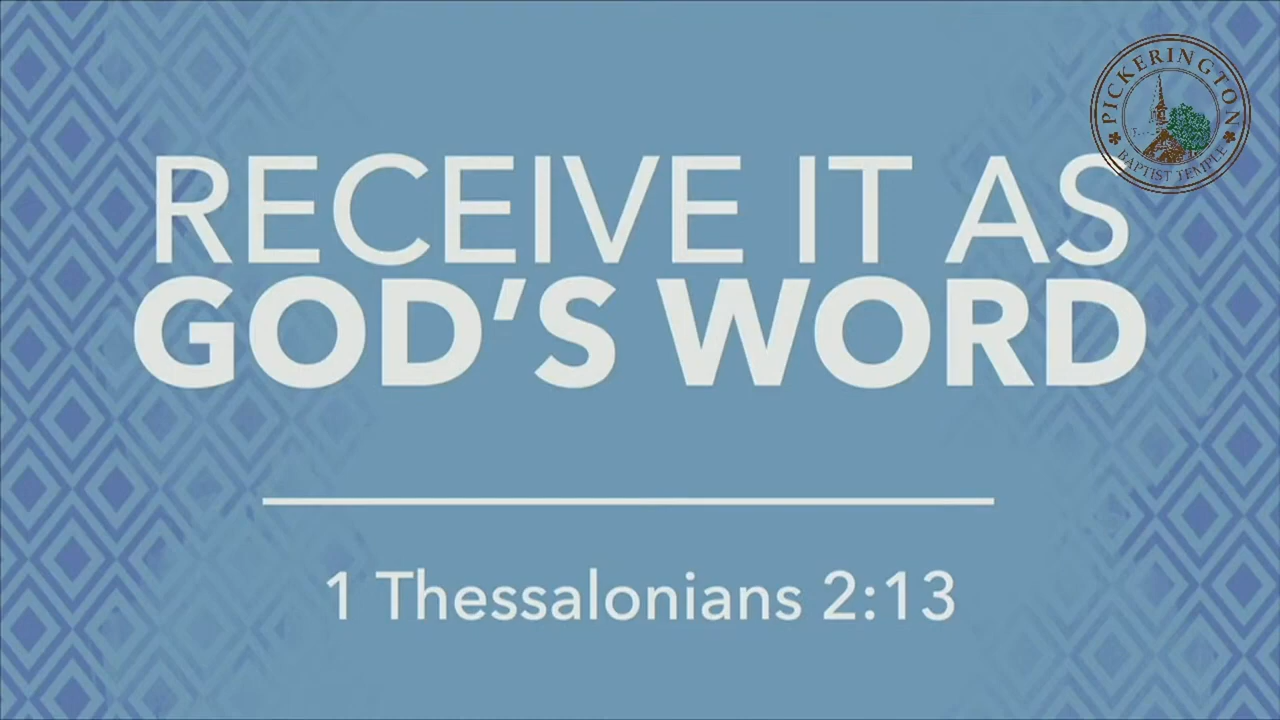 PICKERINGTON
BAPTIST TEMPLE
RECEIVE IT AS
GOD'S WORD
1 Thessalonians 2:13